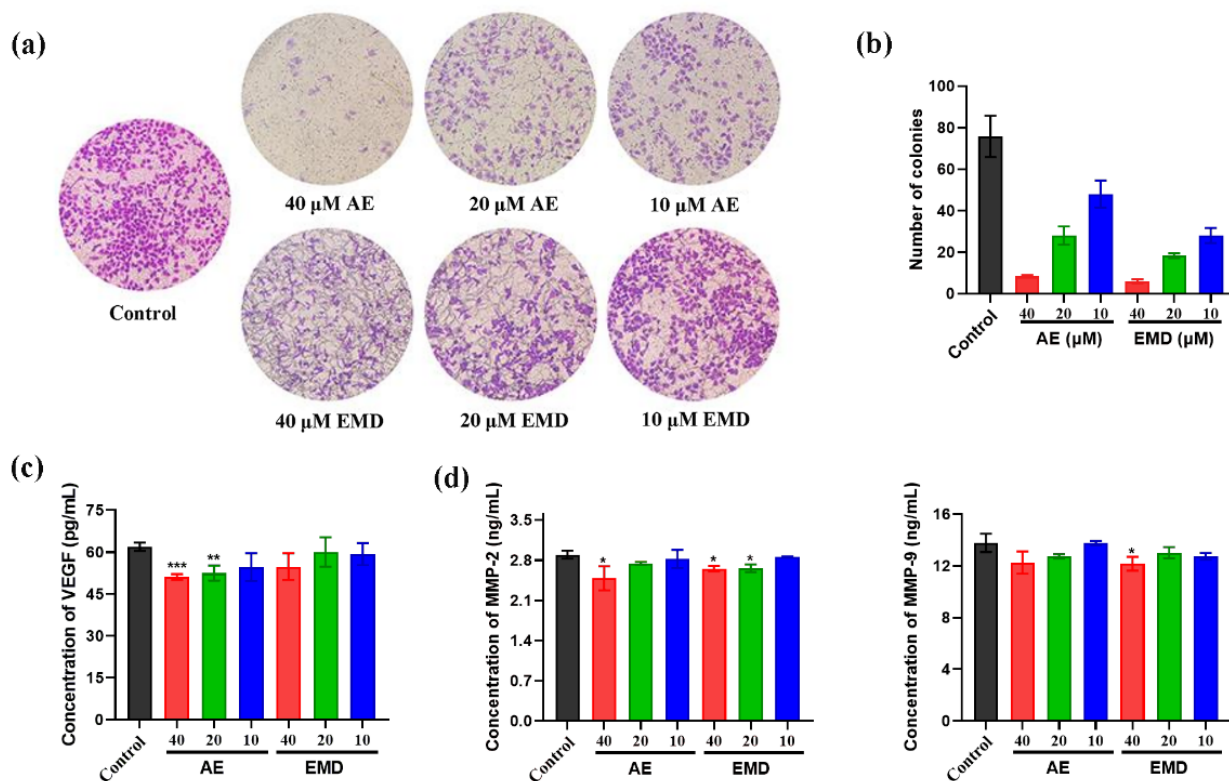 (a)
Control
40 µM AE
20 µM AE
10 µM AE
40 µM EMD
20 µM EMD
10 µM EMD
(b)
Number of colonies
100
80
60
40
20
0
Control
40
20
10
40
20
10
AE (µM)
EMD (µM)
(c)
Concentration of VEGF (pg/mL)
75
60
45
30
15
0
***
**
Control
40
20
10
40
20
10
AE
EMD
(d)
Concentration of MMP-2 (ng/mL)
3.5
2.8
2.1
1.4
0.7
0.0
*
*
*
Control
40
20
10
40
20
10
AE
EMD
Concentration of MMP-9 (ng/mL)
16
12
8
4
0
*
Control
40
20
10
40
20
10
AE
EMD